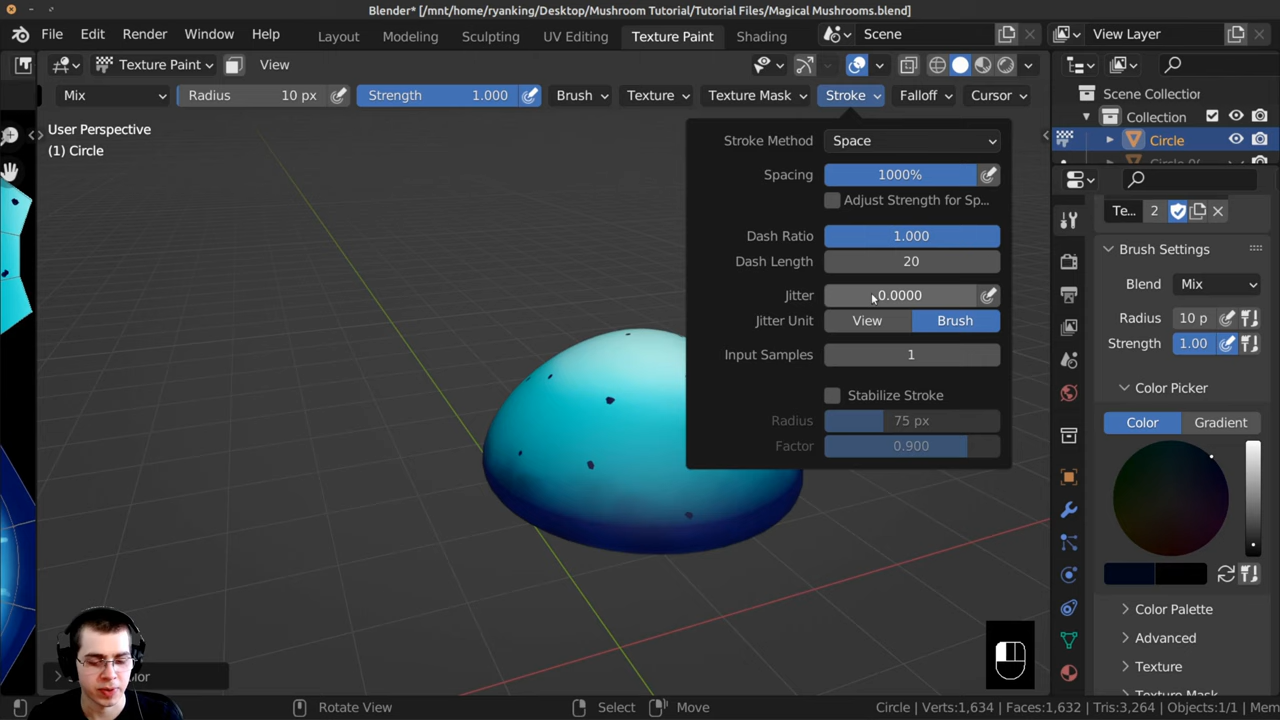 Blender* [/mnt/home/ryanking/Desktop/Mushroom Tutorial/Tutorial Files/Magical Mushrooms.blend]
File Edit Render Window Help Layout Modeling Sculpting UV Editing Texture Paint Shading Scene View Layer
Texture Paint View
Mix Radius 10 px Strength 1.000 Brush Texture Texture Mask Stroke Falloff Cursor
User Perspective
(1) Circle
Stroke Method Space
Spacing 1000%
Adjust Strength for Sp...
Dash Ratio 1.000
Dash Length 20
Jitter 0.0000
Jitter Unit View Brush
Input Samples 1
Stabilize Stroke
Radius 75 px
Factor 0.900
Scene Collection
Collection
Circle
Te... 2
Brush Settings
Blend Mix
Radius 10 p
Strength 1.00
Color Picker
Color Gradient
Color Palette
Advanced
Texture
Texture Mask
Rotate View Select Move Circle | Verts:1,634 | Faces:1,632 | Tris:3,264 | Objects:1/1 | Memo